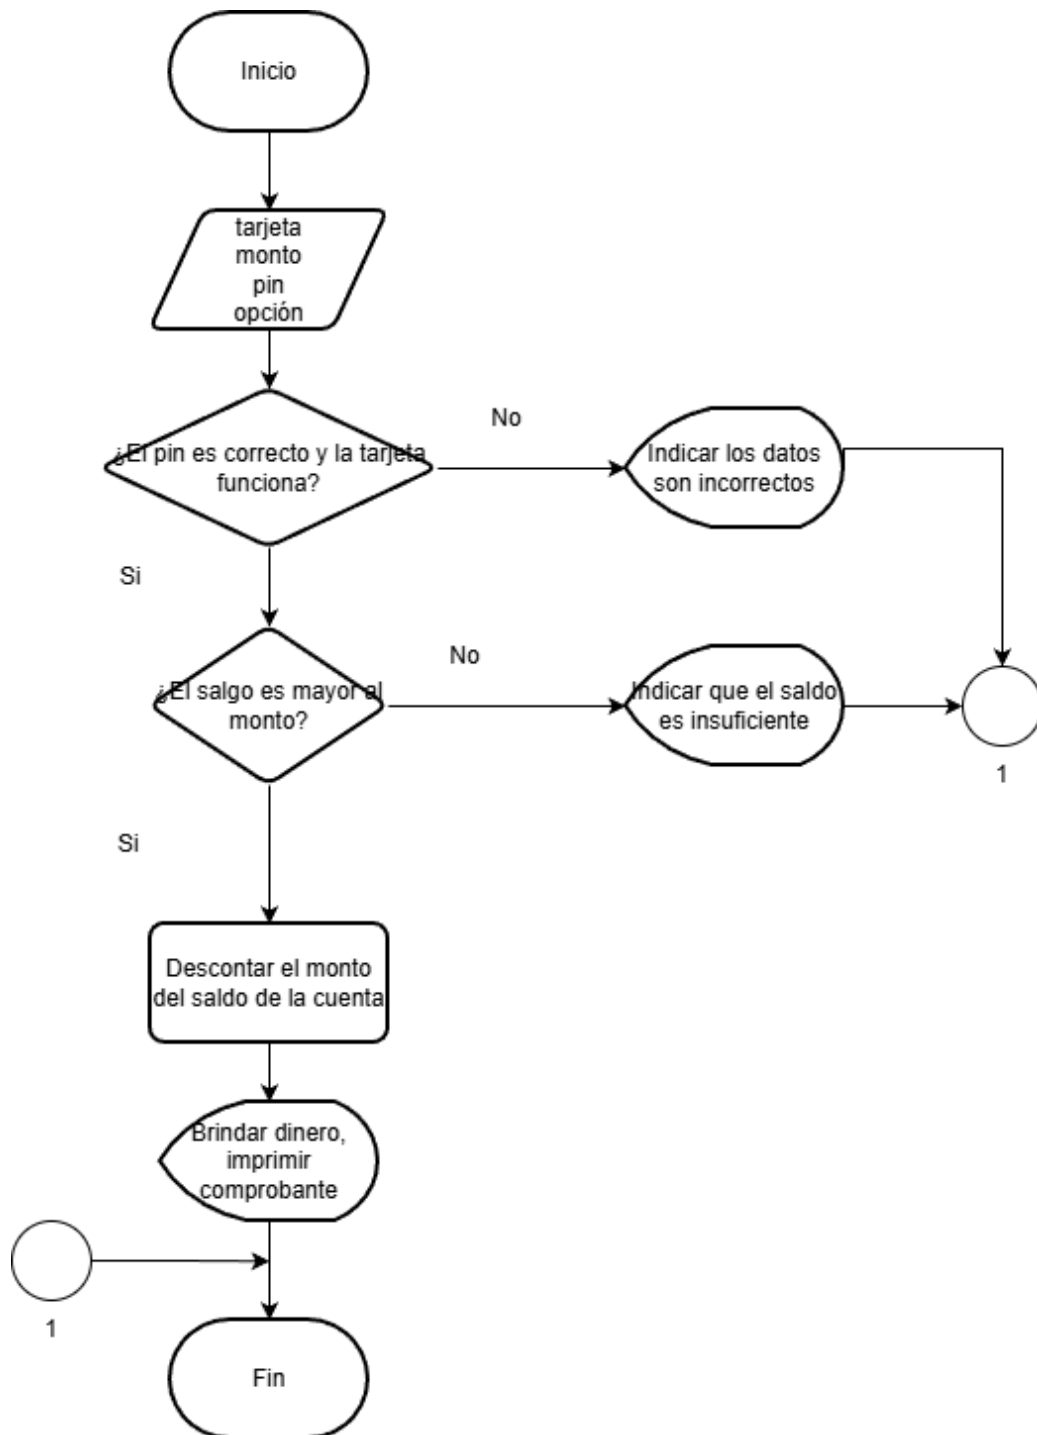 Inicio
tarjeta
monto
pin
opción
¿El pin es correcto y la tarjeta
funciona?
No
Indicar los datos
son incorrectos
Si
¿El salgo es mayor al
monto?
No
Indicar que el saldo
es insuficiente
1
Si
Descontar el monto
del saldo de la cuenta
Brindar dinero,
imprimir
comprobante
1
Fin